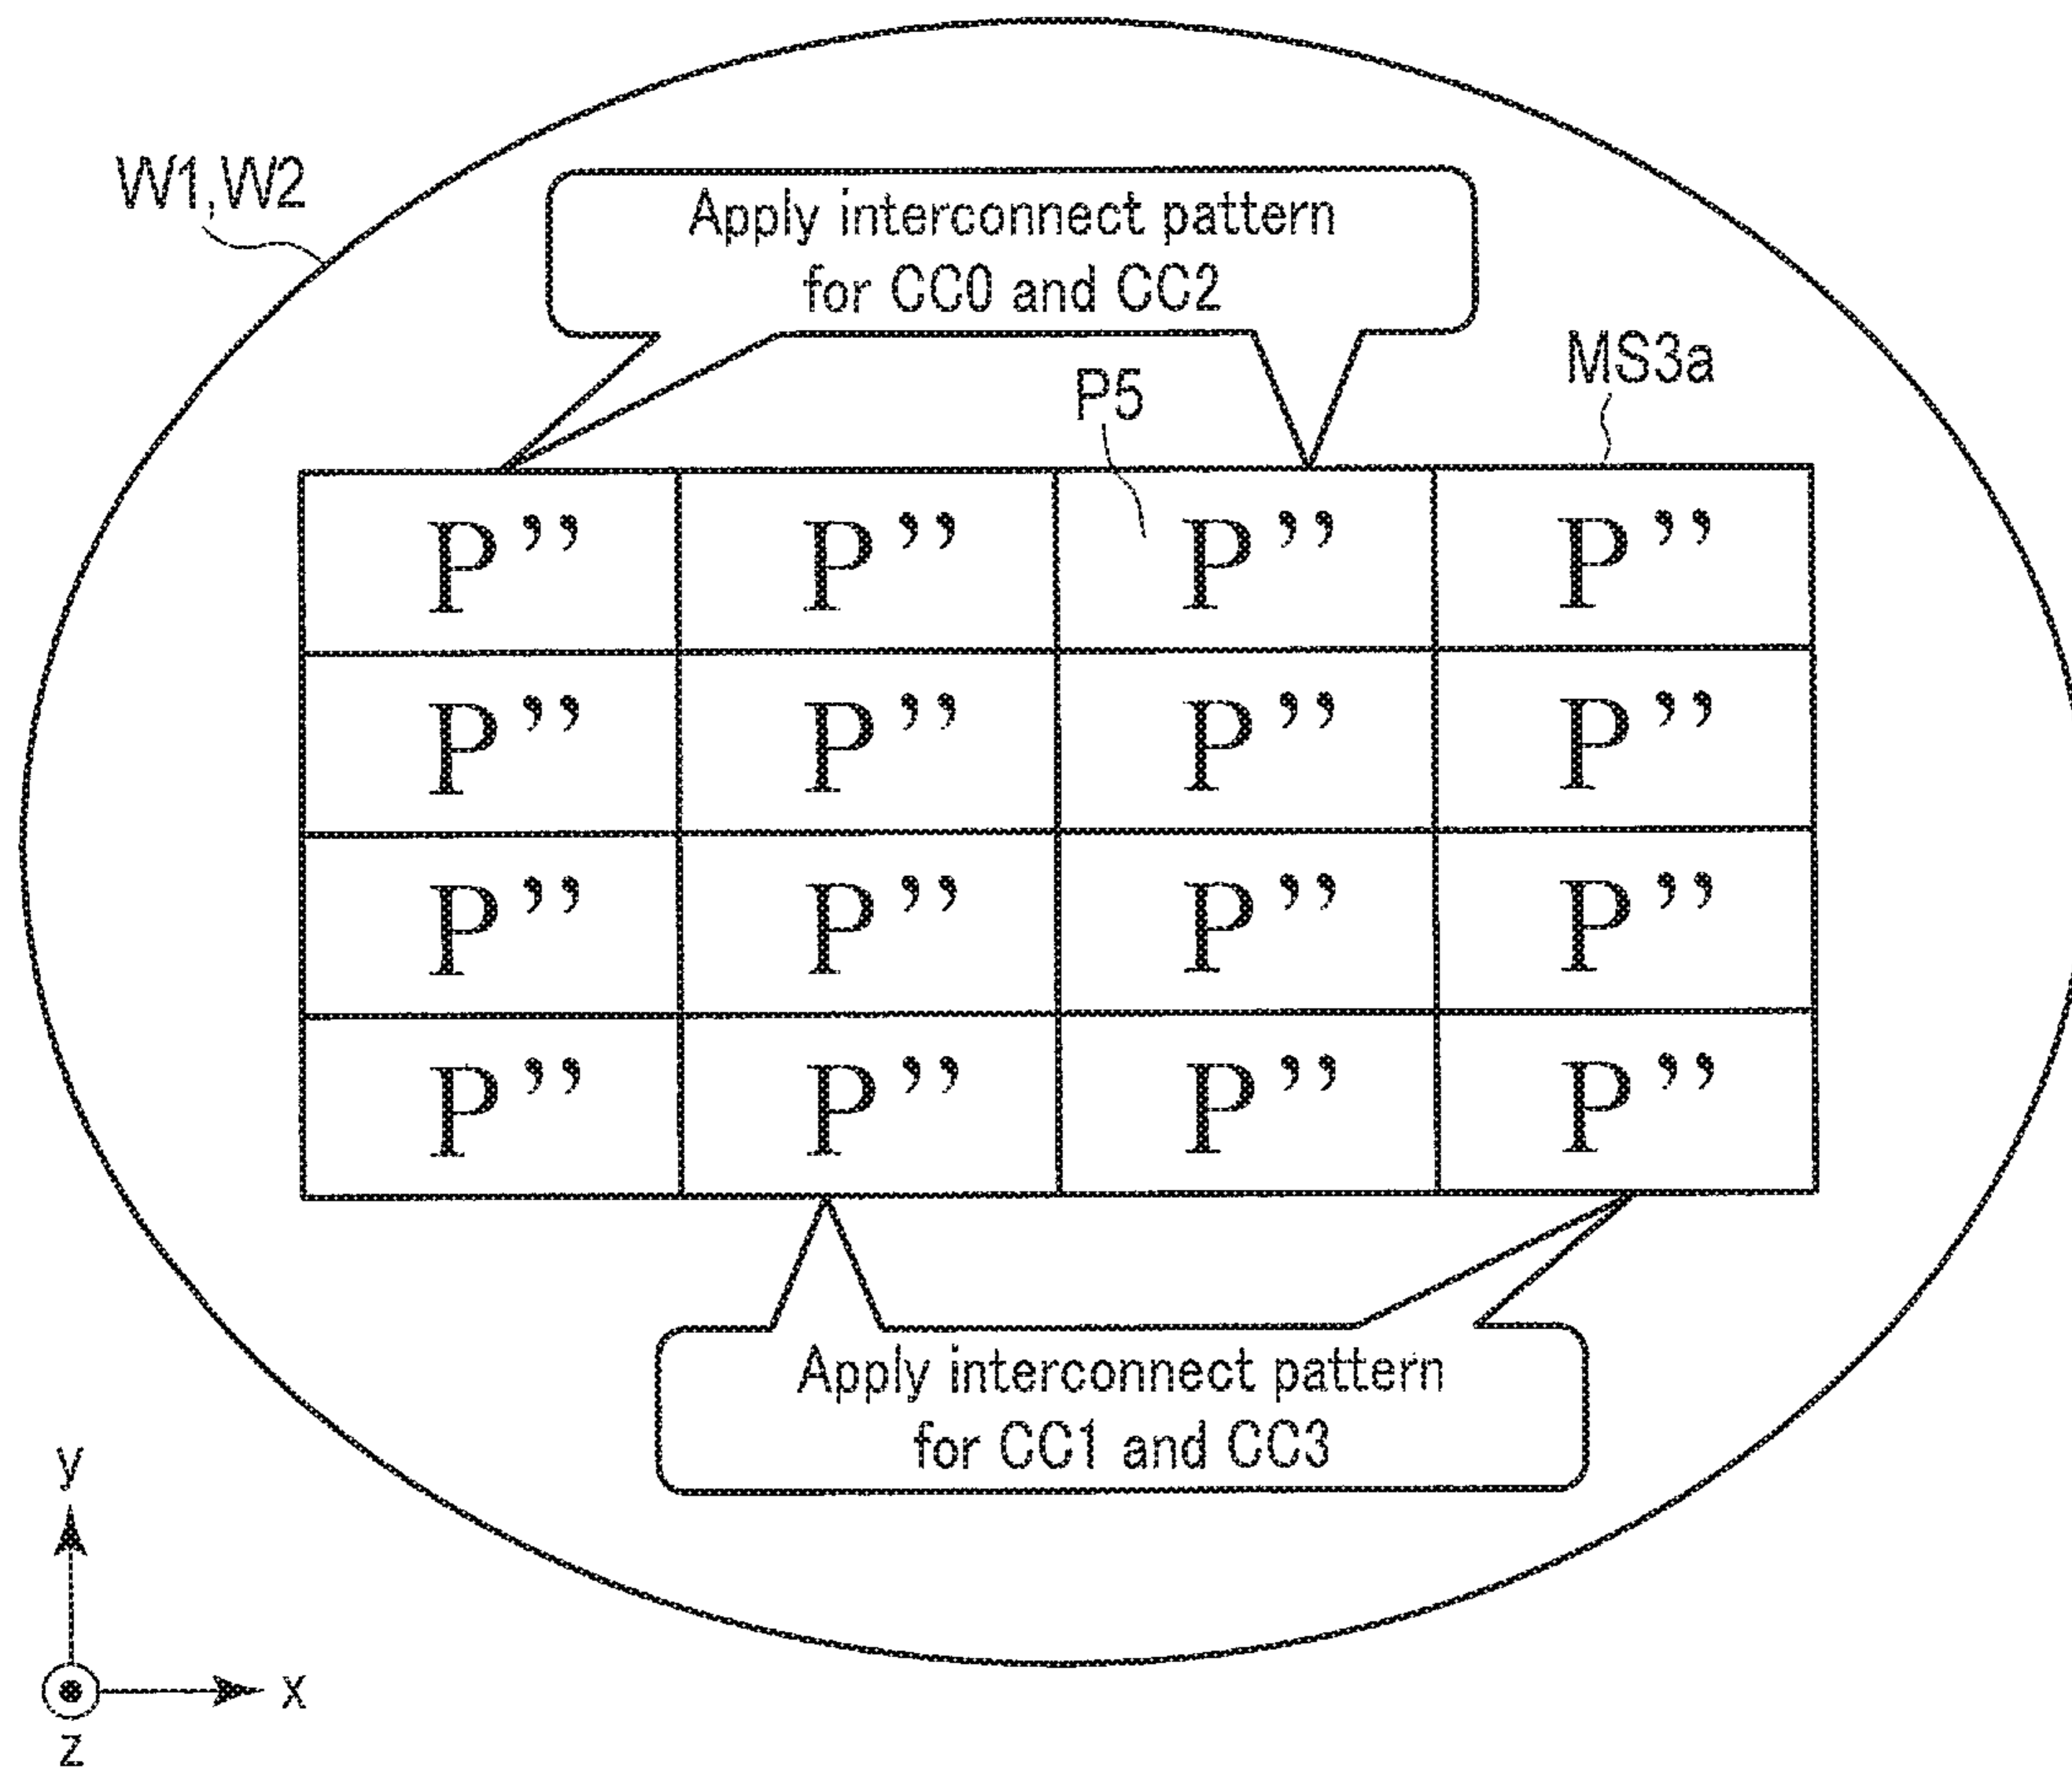 W1,W2
Apply interconnect pattern
for CC0 and CC2
MS3a
P5
P’’ P’’ P’’ P’’
P’’ P’’ P’’ P’’
P’’ P’’ P’’ P’’
P’’ P’’ P’’ P’’
Apply interconnect pattern
for CC1 and CC3
y
x
z